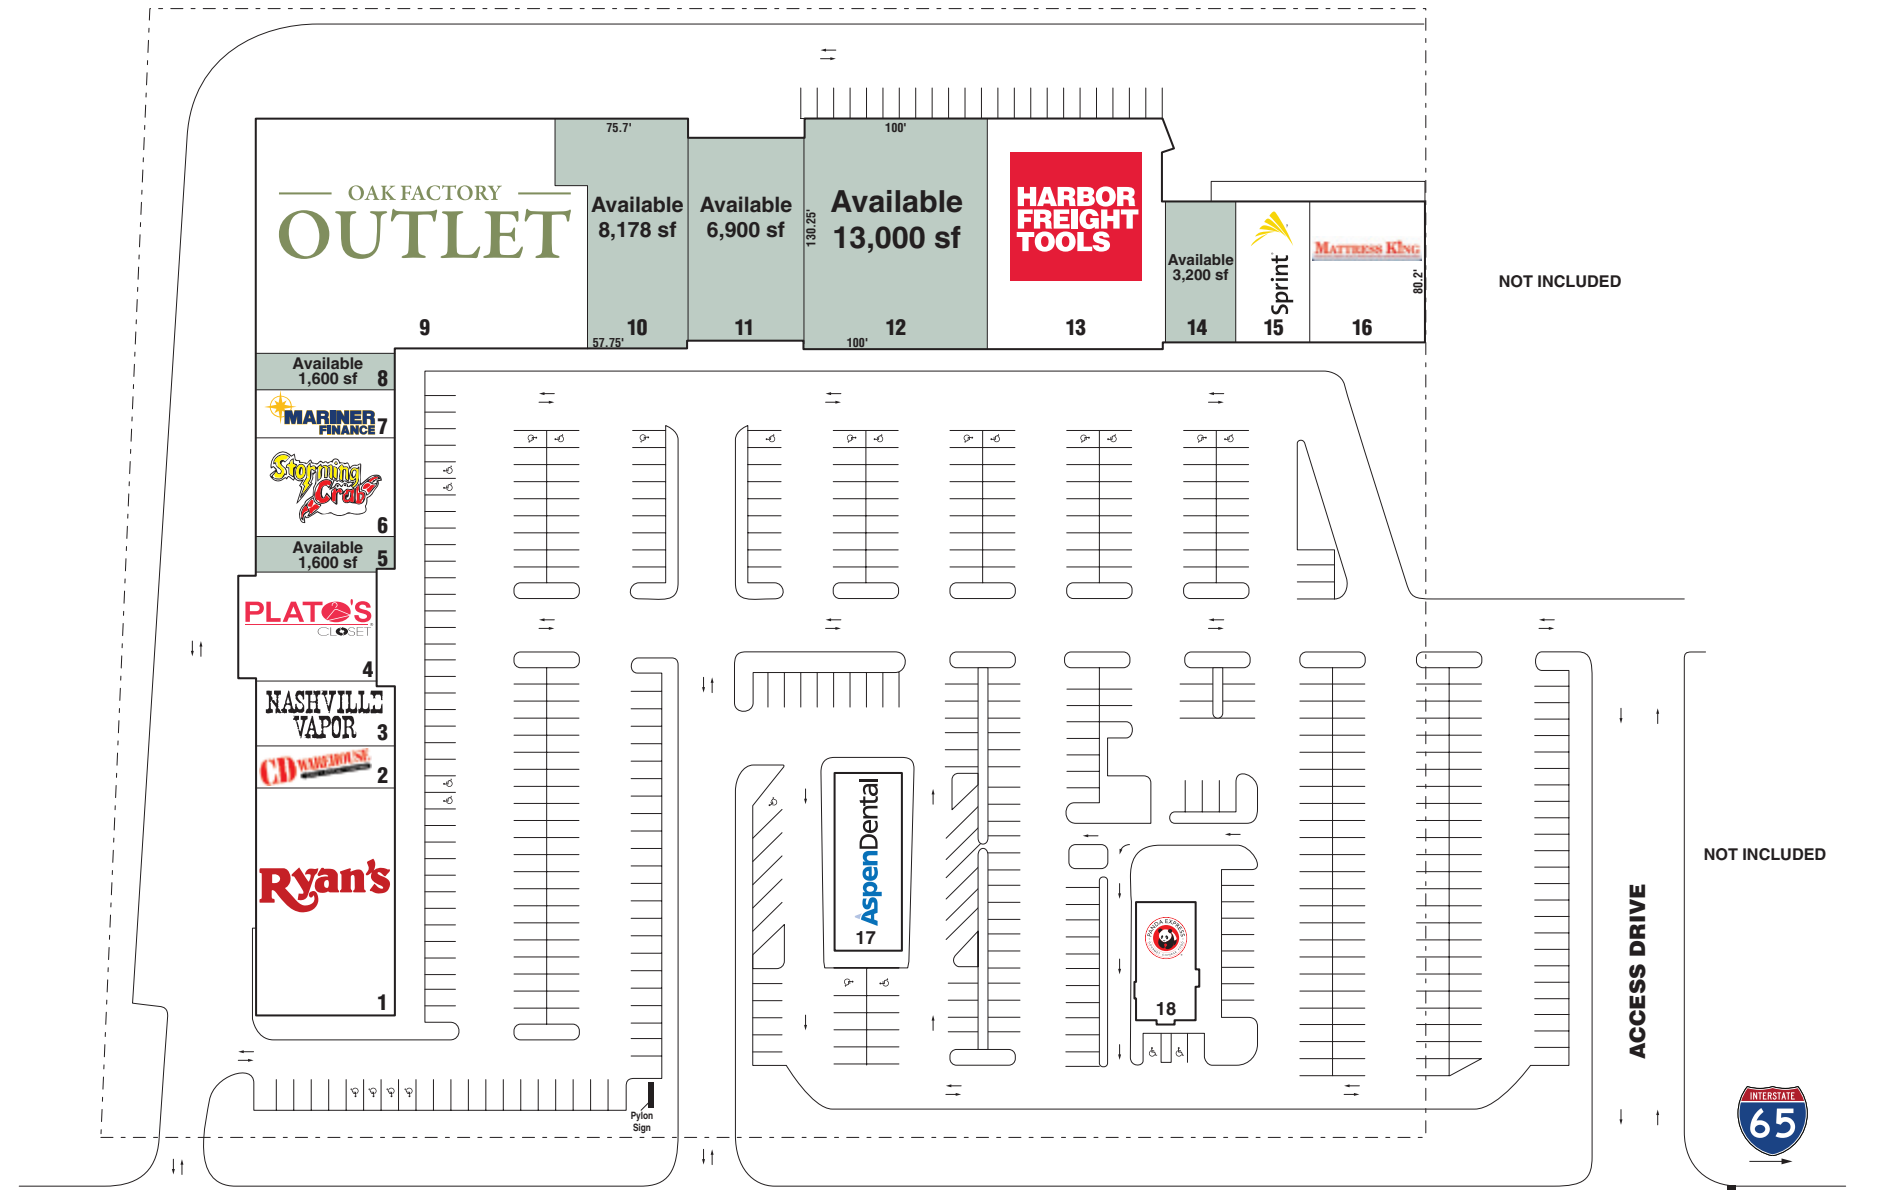 75.7'
100'
OAK FACTORY
OUTLET
9
Available
8,178 sf
10
57.75'
Available
6,900 sf
11
130.25'
Available
13,000 sf
12
100'
HARBOR
FREIGHT
TOOLS
13
Available
3,200 sf
14
Sprint
15
MATTRESS KING
80.2'
16
NOT INCLUDED
Available
1,600 sf
8
MARINER
FINANCE
7
Storming
Crab
6
Available
1,600 sf
5
PLATO'S
CLOSET
4
NASHVILLE
VAPOR
3
CD WAREHOUSE
2
Ryan's
1
AspenDental
17
PANDA EXPRESS
18
NOT INCLUDED
ACCESS DRIVE
Pylon
Sign
INTERSTATE
65